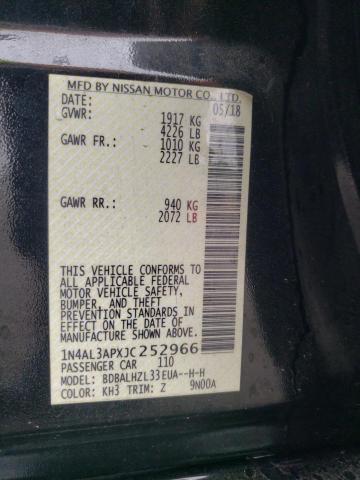 MFD BY NISSAN MOTOR CO., LTD.
DATE: 05/18
GVWR: 1917 KG
4226 LB
GAWR FR.: 1010 KG
2227 LB
GAWR RR.: 940 KG
2072 LB
THIS VEHICLE CONFORMS TO
ALL APPLICABLE FEDERAL
MOTOR VEHICLE SAFETY,
BUMPER, AND THEFT
PREVENTION STANDARDS
IN EFFECT ON THE DATE OF
MANUFACTURE SHOWN ABOVE.
1N4AL3APXJC252966
PASSENGER CAR 110
MODEL: BDBALHZL33EUA--H-H
COLOR: KH3 TRIM: Z 9N00A